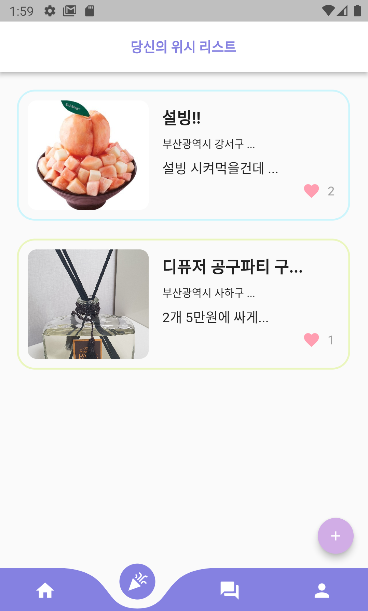 1:59
당신의 위시 리스트
설빙!!
부산광역시 강서구 ...
설빙 시켜먹을건데 ...
2
디퓨저 공구파티 구...
부산광역시 사하구 ...
2개 5만원에 싸게...
1